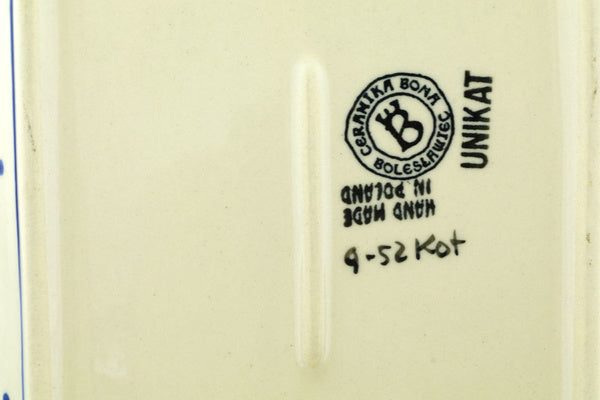 CERAMIKA BONA
B
BOLESŁAWIEC
UNIKAT
HAND MADE
IN POLAND
9-52 Kot